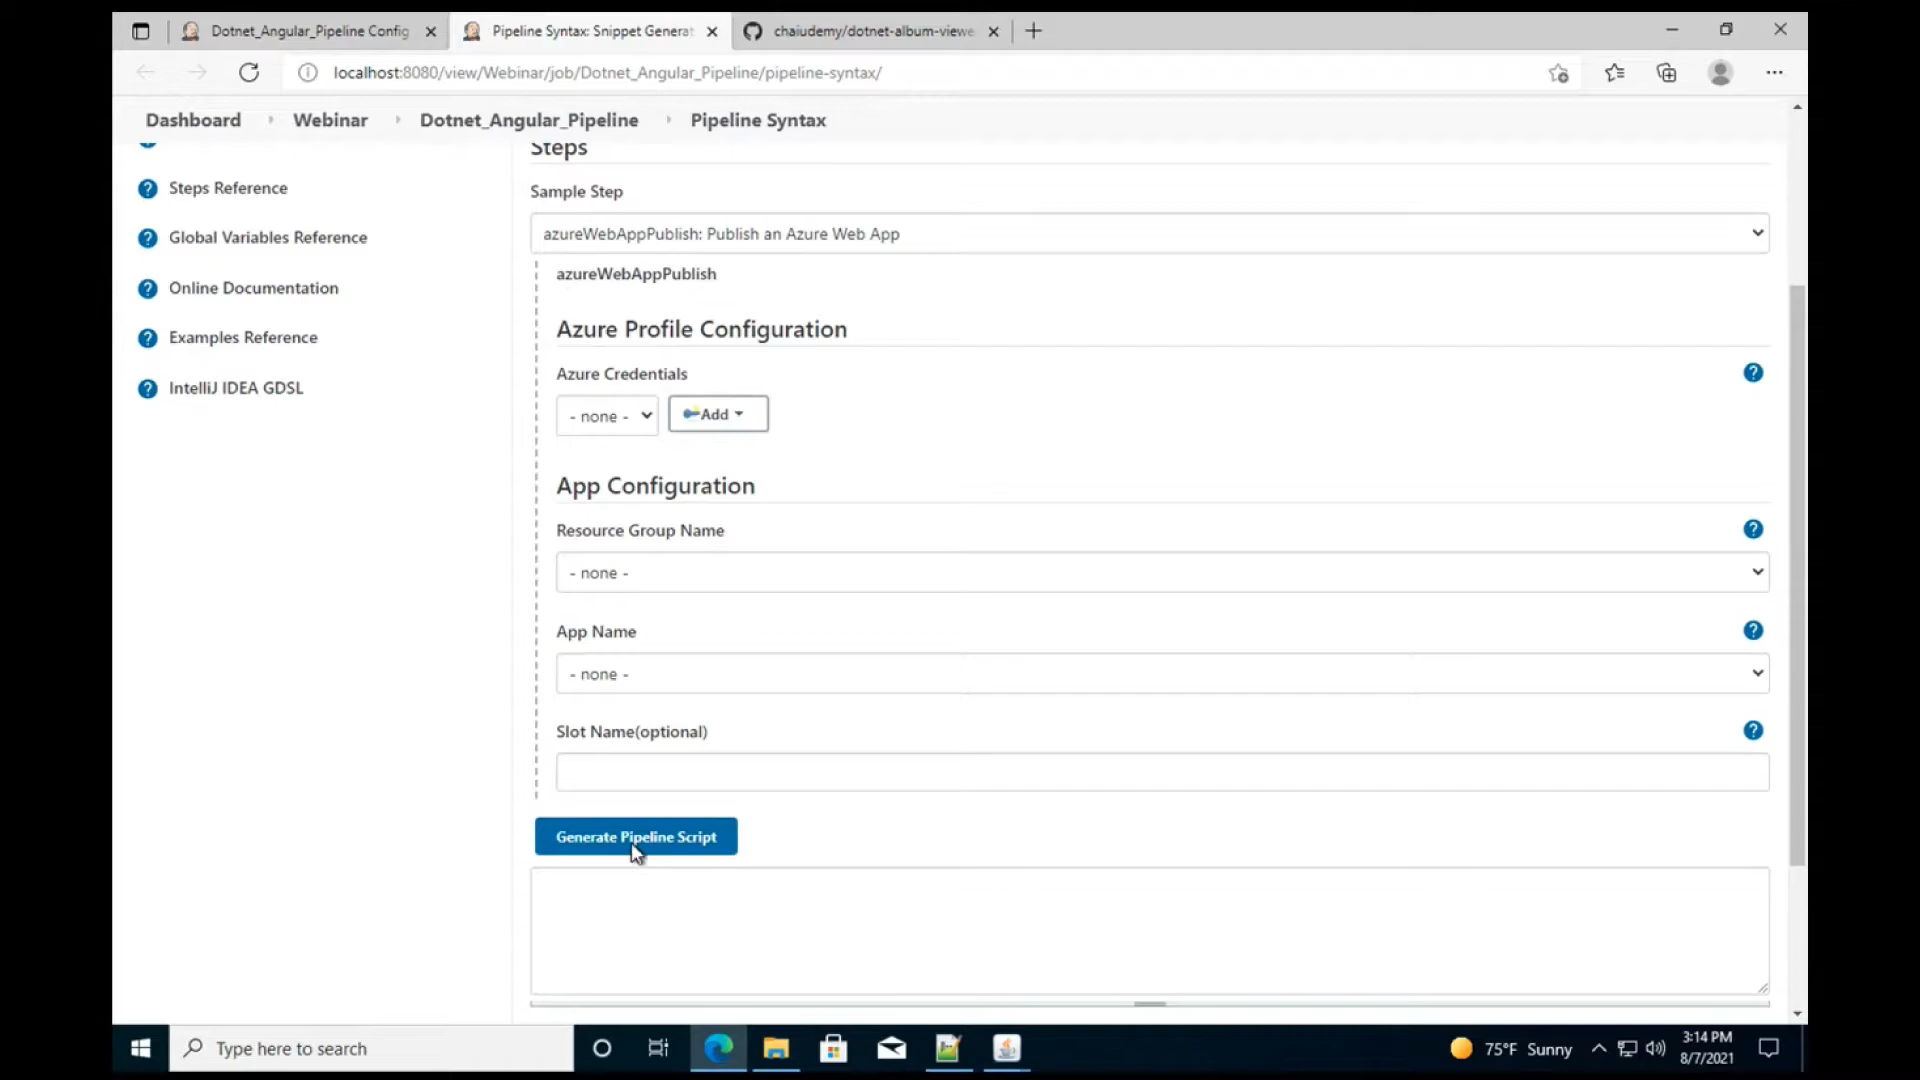 Dotnet_Angular_Pipeline Config
Pipeline Syntax: Snippet Generat
chaiudemy/dotnet-album-viewe
localhost:8080/view/Webinar/job/Dotnet_Angular_Pipeline/pipeline-syntax/
Dashboard
Webinar
Dotnet_Angular_Pipeline
Pipeline Syntax
Steps Reference
Global Variables Reference
Online Documentation
Examples Reference
IntelliJ IDEA GDSL
Steps
Sample Step
azureWebAppPublish: Publish an Azure Web App
azureWebAppPublish
Azure Profile Configuration
Azure Credentials
- none -
Add
App Configuration
Resource Group Name
- none -
App Name
- none -
Slot Name(optional)
Generate Pipeline Script
Type here to search
75°F Sunny
3:14 PM
8/7/2021